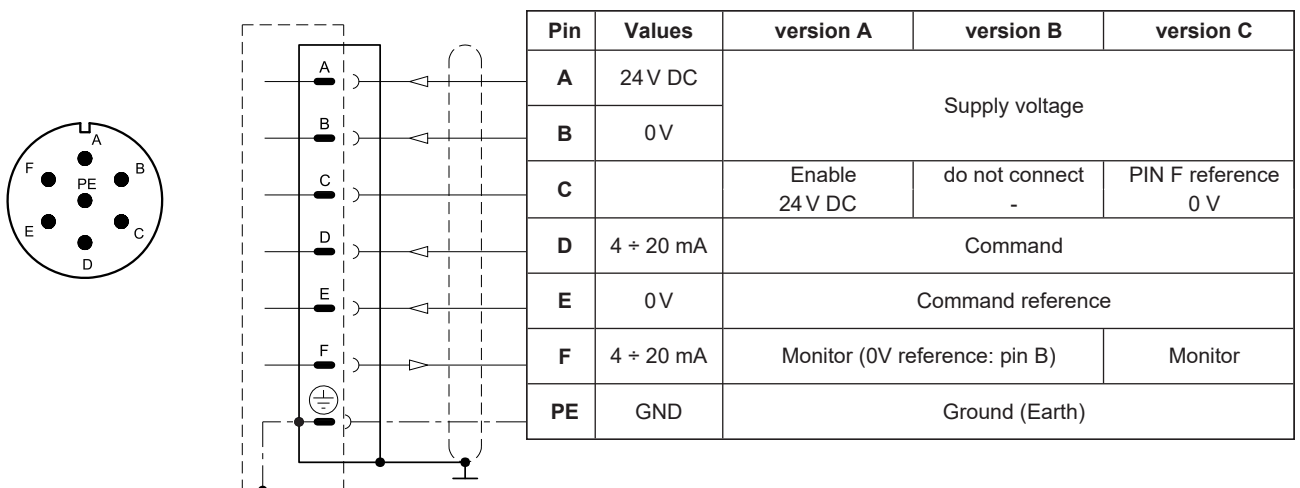 A
F
B
PE
E
C
D
A
B
C
D
E
F
Pin Values version A version B version C
A 24 V DC Supply voltage
B 0 V
C Enable do not connect PIN F reference
24 V DC - 0 V
D 4 ÷ 20 mA Command
E 0 V Command reference
F 4 ÷ 20 mA Monitor (0V reference: pin B) Monitor
PE GND Ground (Earth)